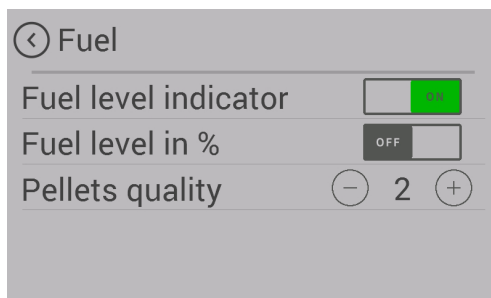 Fuel
Fuel level indicator ON
Fuel level in % OFF
Pellets quality 2